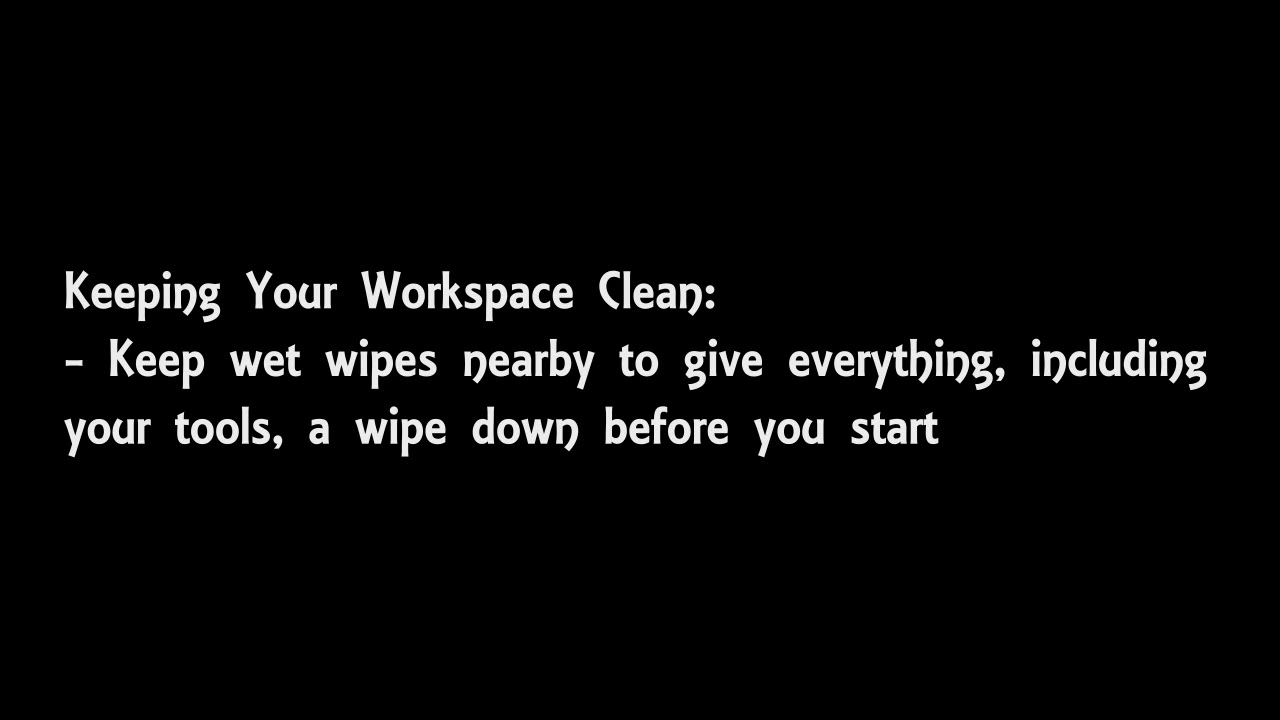 Keeping Your Workspace Clean:
- Keep wet wipes nearby to give everything, including
your tools, a wipe down before you start